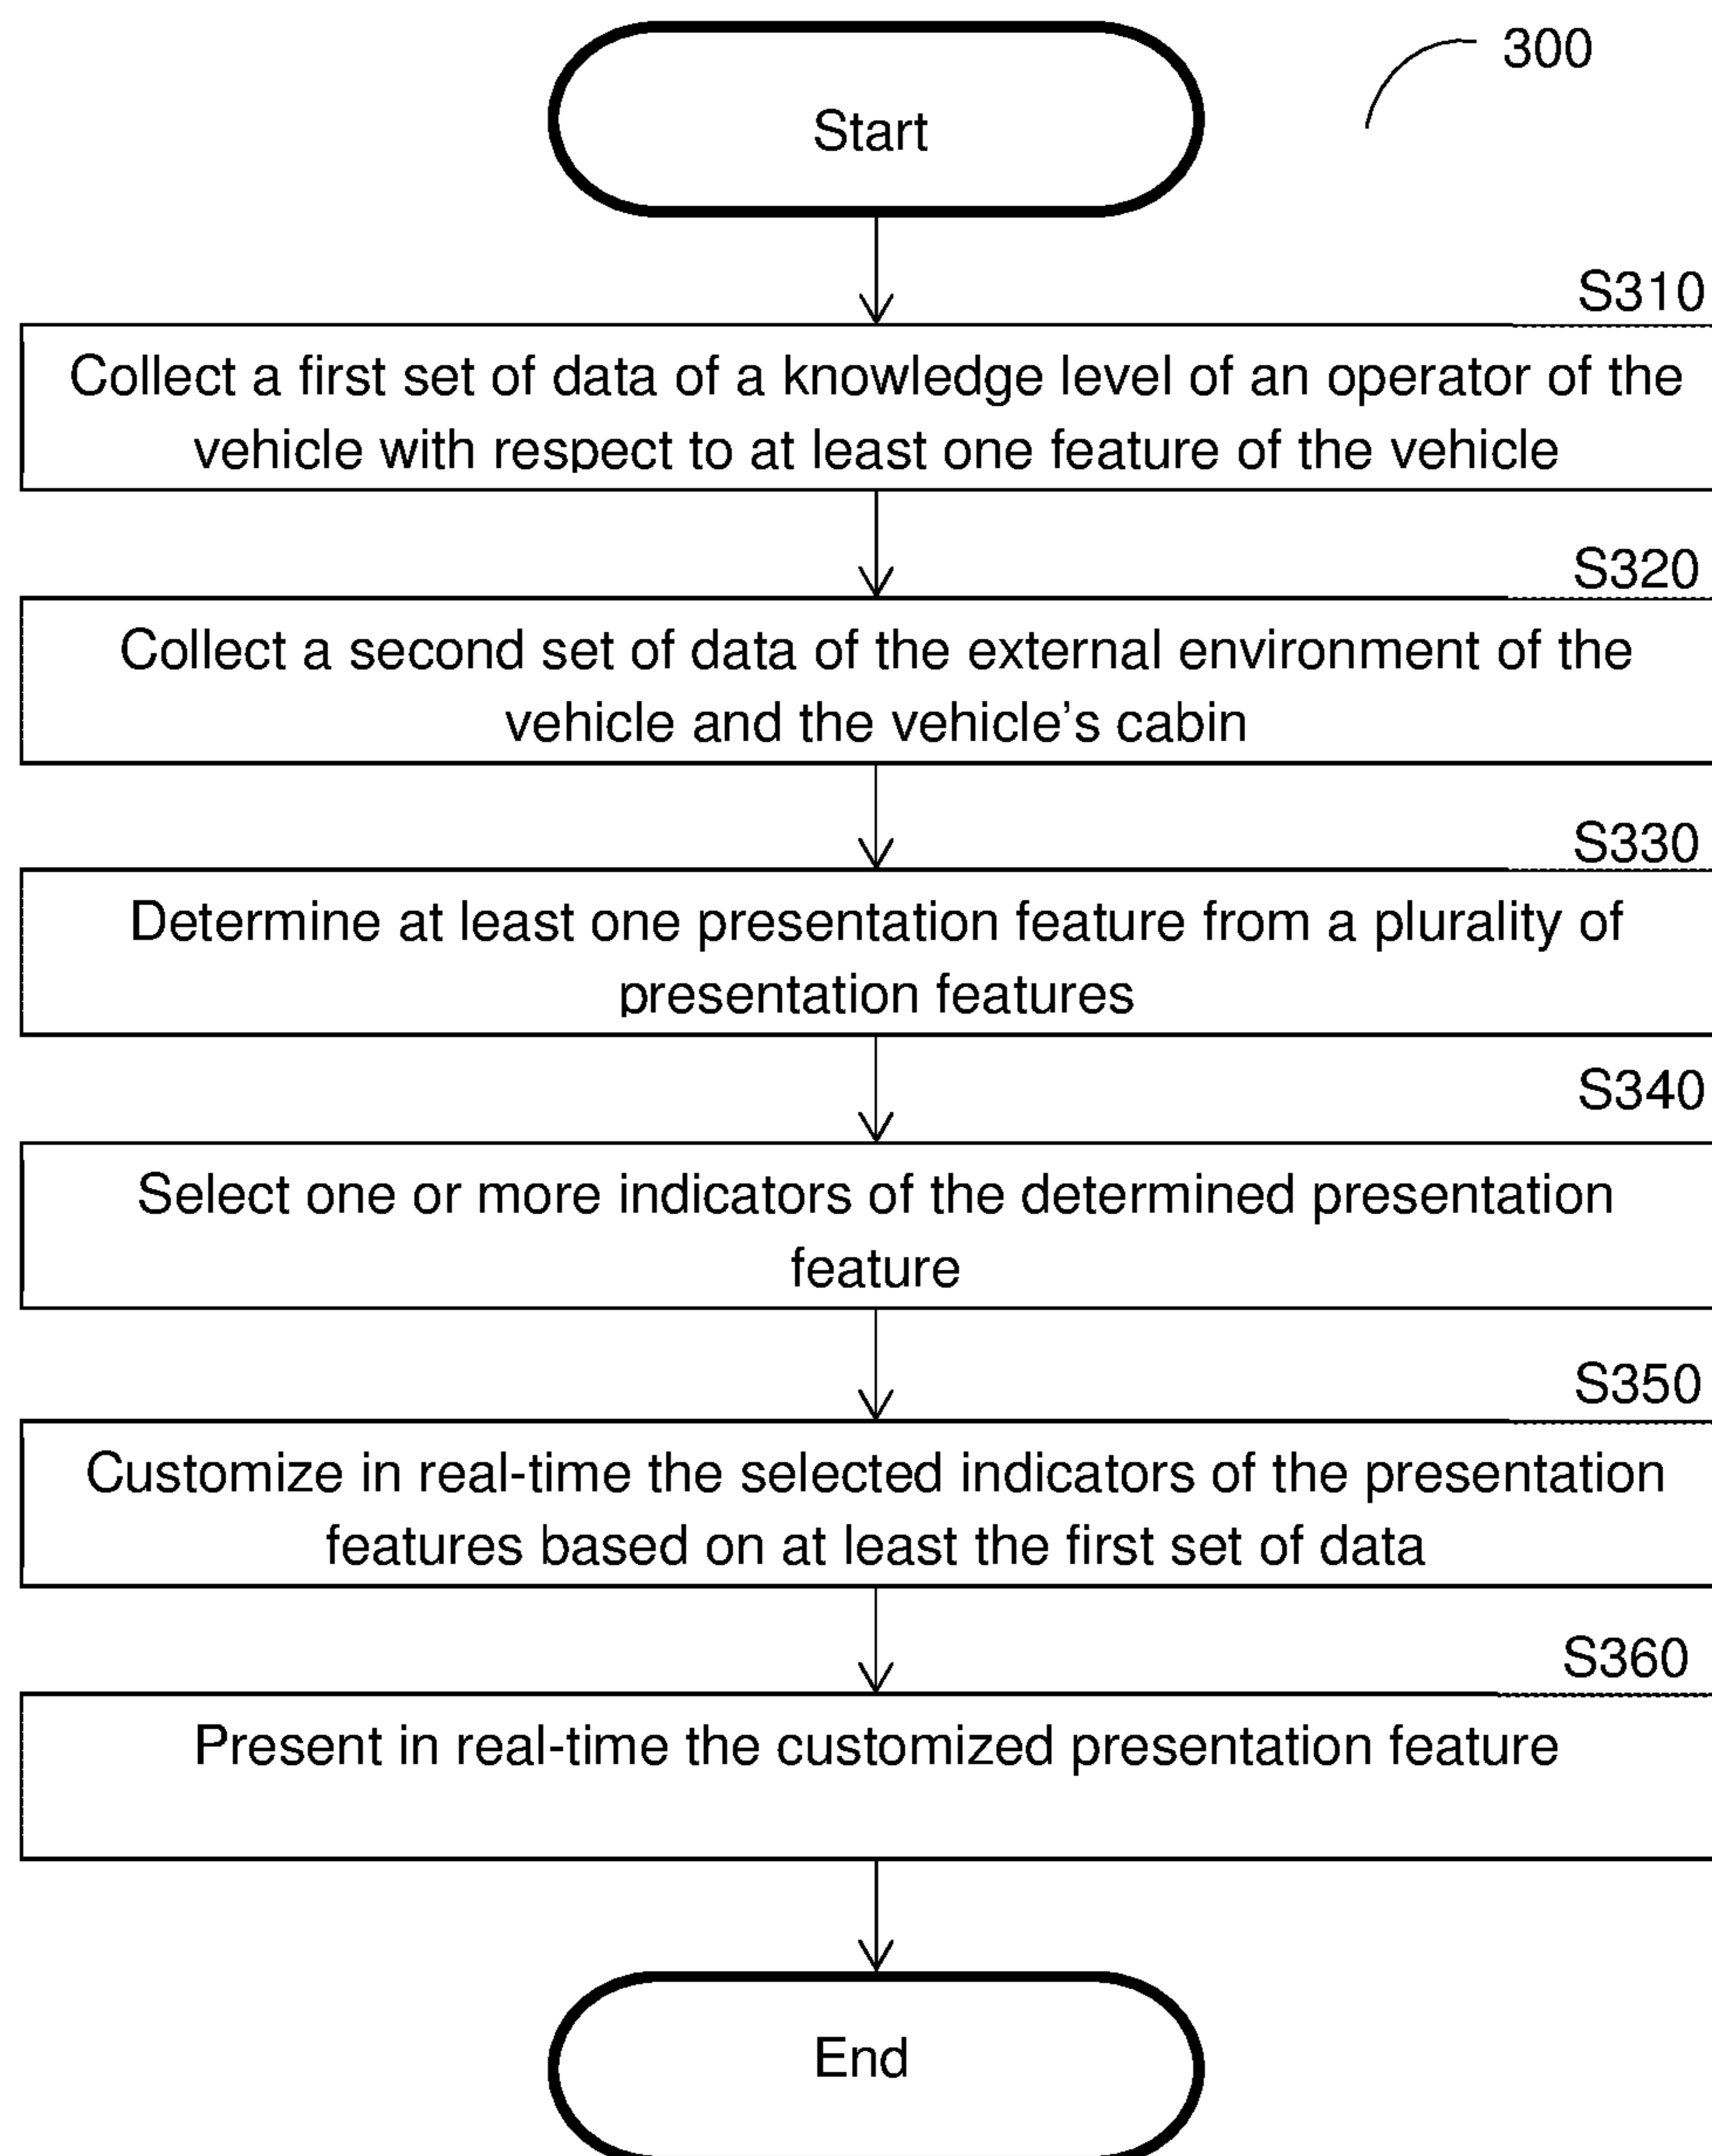 300
Start
S310
Collect a first set of data of a knowledge level of an operator of the
vehicle with respect to at least one feature of the vehicle
S320
Collect a second set of data of the external environment of the
vehicle and the vehicle’s cabin
S330
Determine at least one presentation feature from a plurality of
presentation features
S340
Select one or more indicators of the determined presentation
feature
S350
Customize in real-time the selected indicators of the presentation
features based on at least the first set of data
S360
Present in real-time the customized presentation feature
End